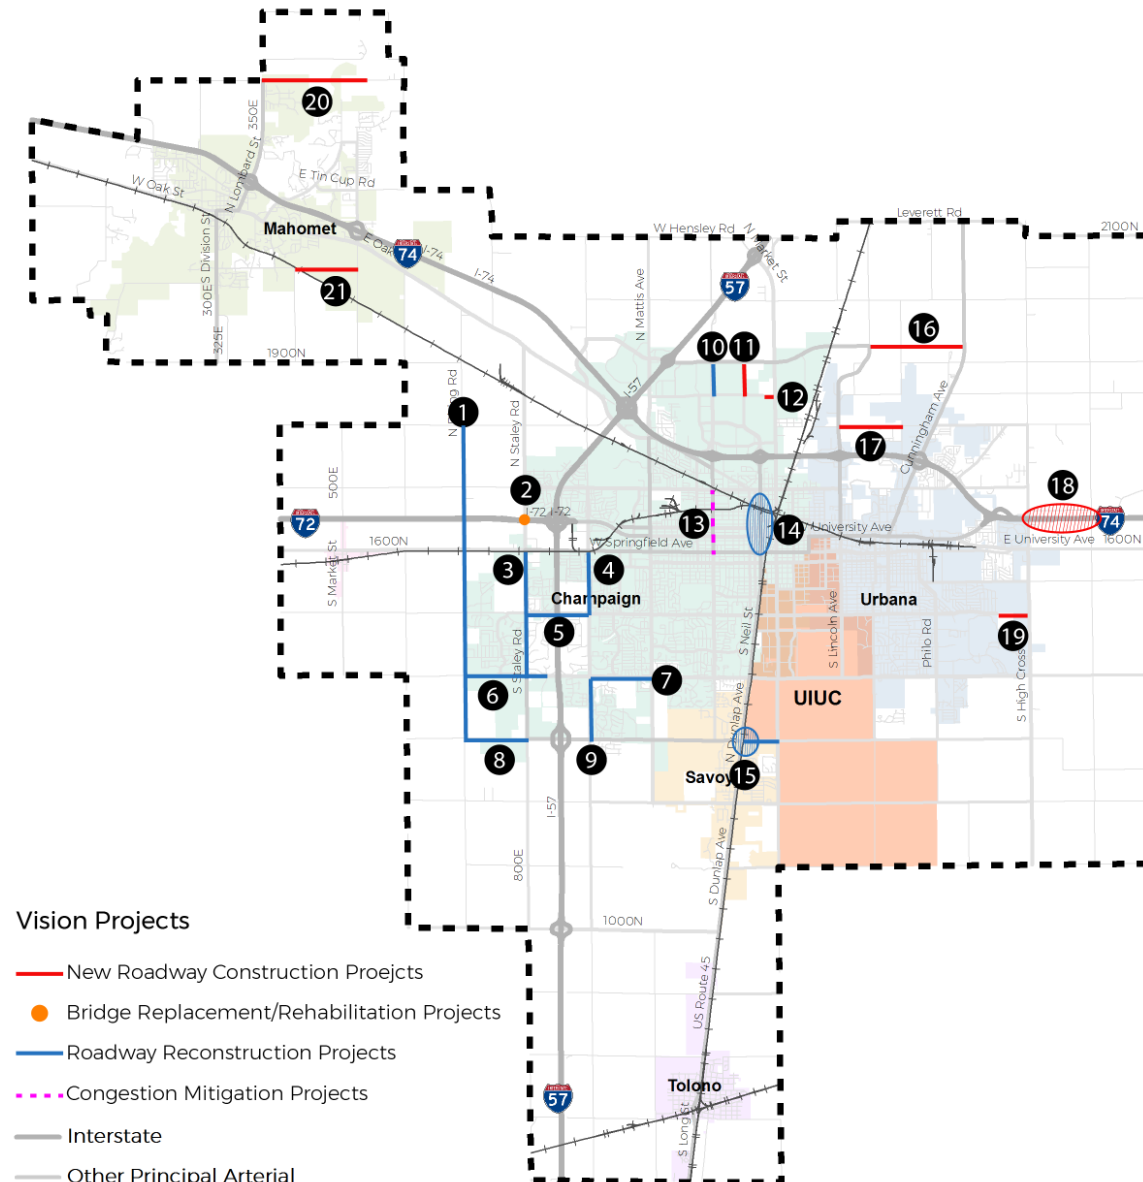 20
350E
N Lombard St
W Oak St
E Tin Cup Rd
Mahomet
E Oak
I-74
74
I-74
300E
S Division St
325E
21
1900N
W Hensley Rd
N Market St
Leverett Rd
2100N
57
N Mattis Ave
10
11
16
12
I-57
17
Cunningham Ave
1
N Staley Rd
500E
2
72
I-72
I-72
13
14
University Ave
18
74
E University Ave
1600N
1600N
W Springfield Ave
S Market St
3
4
Champaign
Urbana
5
S Neil St
S Lincoln Ave
Philo Rd
19
S High Cross
S Staley Rd
6
7
UIUC
N Dunlap Ave
8
9
Savoy
15
I-57
800E
S Dunlap Ave
1000N
US Route 45
57
Tolono
S Long St
Vision Projects
New Roadway Construction Proejcts
Bridge Replacement/Rehabilitation Projects
Roadway Reconstruction Projects
Congestion Mitigation Projects
Interstate
Other Principal Arterial